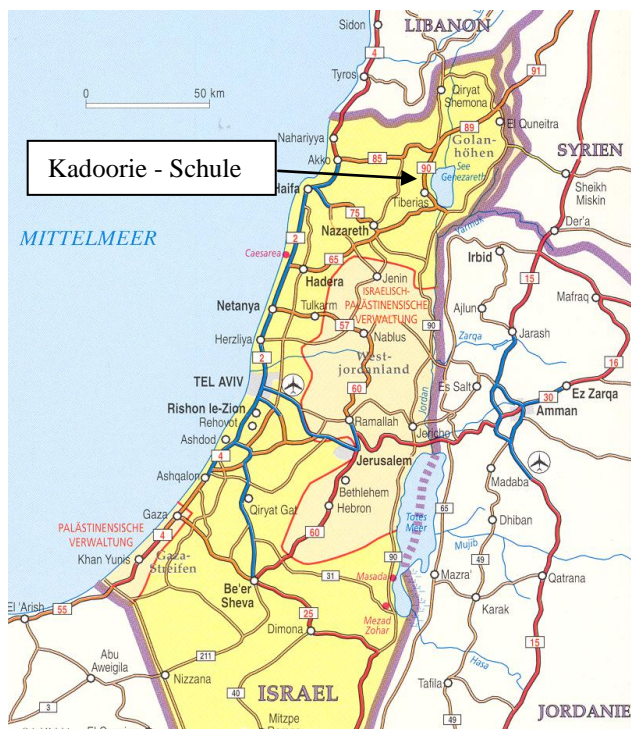 Sidon
LIBANON
4
Tyros
0 50 km
Qiryat
Shemona
91
El Quneitra
Nahariyya
89
Golan-
höhen
Akko
85
90
See
Genezareth
SYRIEN
Kadoorie - Schule
Haifa
Tiberias
Sheikh
Miskin
75
Nazareth
Yarmuk
Der'a
MITTELMEER
2
Caesarea
65
Hadera
Jenin
Irbid
15
ISRAELISCH-
PALÄSTINENSISCHE
VERWALTUNG
Mafraq
Netanya
Tulkarm
57
90
Ajlun
Nablus
Zarqa
Jarash
Herzliya
2
West-
jordanland
16
TEL AVIV
60
Jordan
Es Salt
Ez Zarqa
30
Rishon le-Zion
Rehovot
Ramallah
Amman
Ashdod
Jericho
4
Jerusalem
Ashqalon
Bethlehem
Madaba
Qiryat Gat
Hebron
65
Gaza
Totes
Meer
Dhiban
PALÄSTINENSISCHE
VERWALTUNG
4
60
Mujib
Khan Yunis
Gaza-
Streifen
90
49
Be'er
Sheva
31
Masada
Mazra'
Qatrana
El 'Arish
55
25
Mezad
Zohar
Karak
Dimona
15
Abu
Aweigila
211
Hasa
Nizzana
40
Tafila
3
ISRAEL
49
JORDANIE
Mitzpe